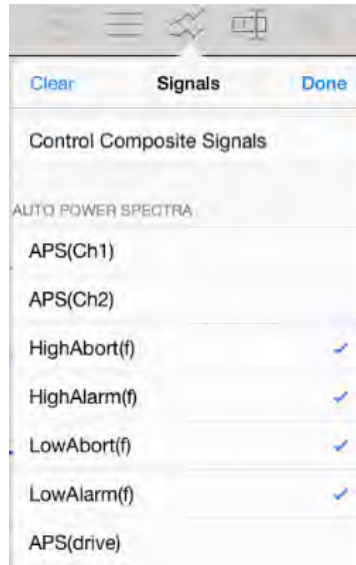 Clear Signals Done
Control Composite Signals
AUTO POWER SPECTRA
APS(Ch1)
APS(Ch2)
HighAbort(f)
HighAlarm(f)
LowAbort(f)
LowAlarm(f)
APS(drive)